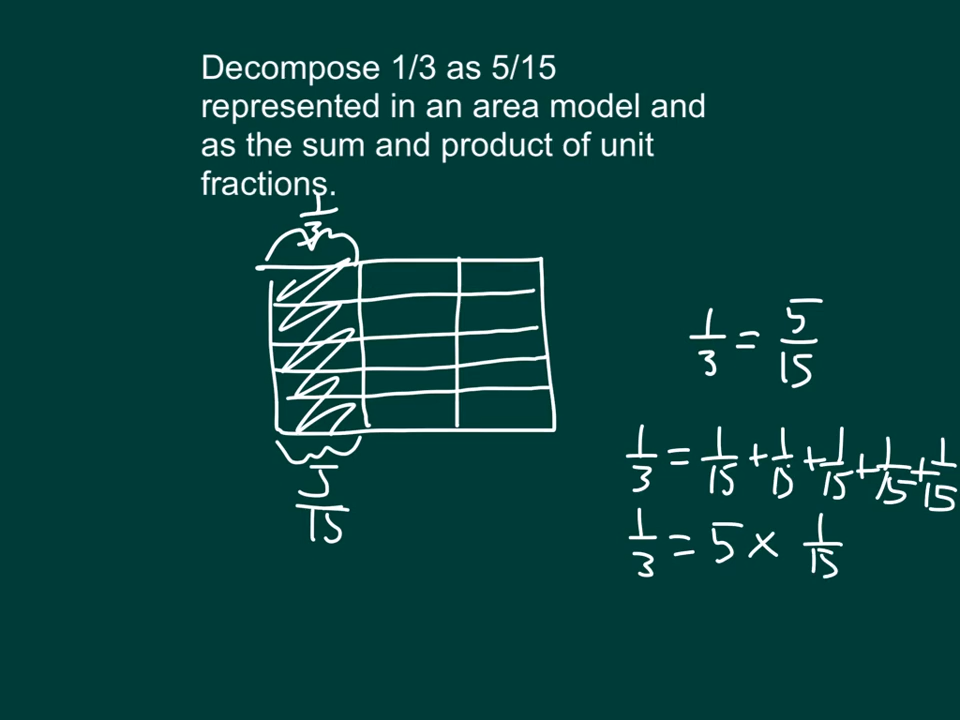 Decompose 1/3 as 5/15
represented in an area model and
as the sum and product of unit
fractions.
1/3
5/15
1/3 = 5/15
1/3 = 1/15 + 1/15 + 1/15 + 1/15 + 1/15
1/3 = 5 × 1/15